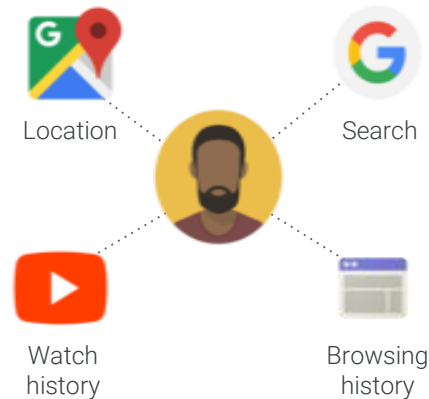 G
Location
G
Search
Watch
history
Browsing
history